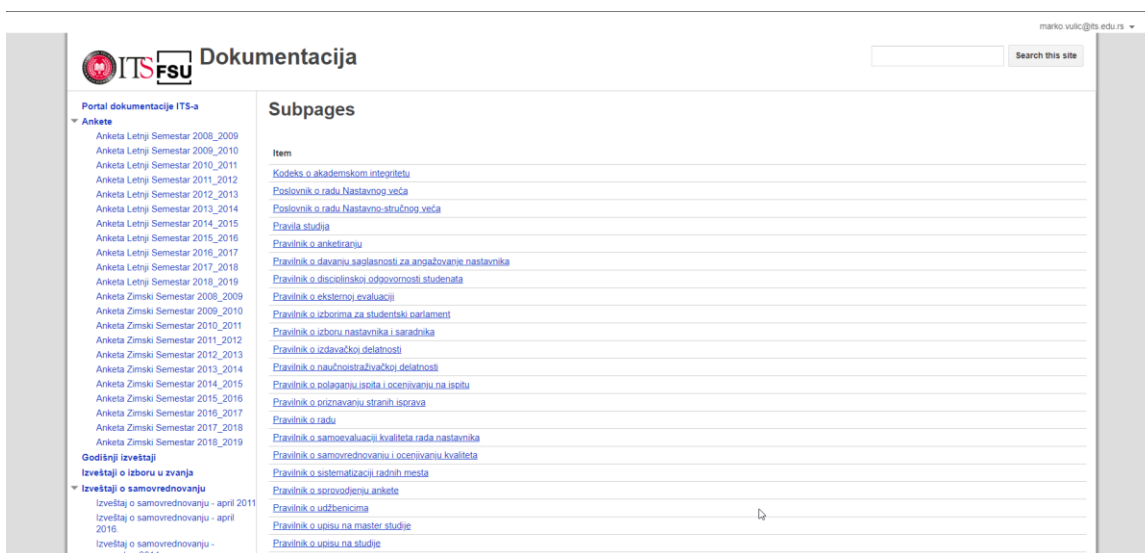 marko.vulic@its.edu.rs
ITS FSU Dokumentacija
Search this site
Portal dokumentacije ITS-a
Ankete
Anketa Letnji Semestar 2008_2009
Anketa Letnji Semestar 2009_2010
Anketa Letnji Semestar 2010_2011
Anketa Letnji Semestar 2011_2012
Anketa Letnji Semestar 2012_2013
Anketa Letnji Semestar 2013_2014
Anketa Letnji Semestar 2014_2015
Anketa Letnji Semestar 2015_2016
Anketa Letnji Semestar 2016_2017
Anketa Letnji Semestar 2017_2018
Anketa Letnji Semestar 2018_2019
Anketa Zimski Semestar 2008_2009
Anketa Zimski Semestar 2009_2010
Anketa Zimski Semestar 2010_2011
Anketa Zimski Semestar 2011_2012
Anketa Zimski Semestar 2012_2013
Anketa Zimski Semestar 2013_2014
Anketa Zimski Semestar 2014_2015
Anketa Zimski Semestar 2015_2016
Anketa Zimski Semestar 2016_2017
Anketa Zimski Semestar 2017_2018
Anketa Zimski Semestar 2018_2019
Godišnji izveštaji
Izveštaji o izboru u zvanja
Izveštaji o samovrednovanju
Izveštaj o samovrednovanju - april 2011
Izveštaj o samovrednovanju - april
2016.
Izveštaj o samovrednovanju -
Subpages
Item
Kodeks o akademskom integritetu
Poslovnik o radu Nastavnog veća
Poslovnik o radu Nastavno-stručnog veća
Pravila studija
Pravilnik o anketiranju
Pravilnik o davanju saglasnosti za angažovanje nastavnika
Pravilnik o disciplinskoj odgovornosti studenata
Pravilnik o eksternoj evaluaciji
Pravilnik o izborima za studentski parlament
Pravilnik o izboru nastavnika i saradnika
Pravilnik o izdavačkoj delatnosti
Pravilnik o naučnoistraživačkoj delatnosti
Pravilnik o polaganju ispita i ocenjivanju na ispitu
Pravilnik o priznavanju stranih isprava
Pravilnik o radu
Pravilnik o samoevaluaciji kvaliteta rada nastavnika
Pravilnik o samovrednovanju i ocenjivanju kvaliteta
Pravilnik o sistematizaciji radnih mesta
Pravilnik o sprovodjenju ankete
Pravilnik o udžbenicima
Pravilnik o upisu na master studije
Pravilnik o upisu na studije